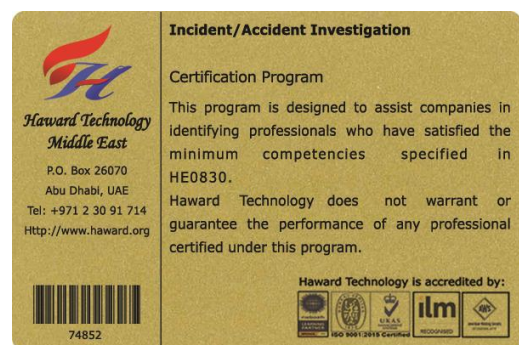 Haward Technology
Middle East
P.O. Box 26070
Abu Dhabi, UAE
Tel: +971 2 30 91 714
Http://www.haward.org
74852
Incident/Accident Investigation
Certification Program
This program is designed to assist companies in
identifying professionals who have satisfied the
minimum competencies specified in
HE0830.
Haward Technology does not warrant or
guarantee the performance of any professional
certified under this program.
Haward Technology is accredited by:
UKAS
ilm
RECOGNISED
AWS
ISO 9001:2015 Certified